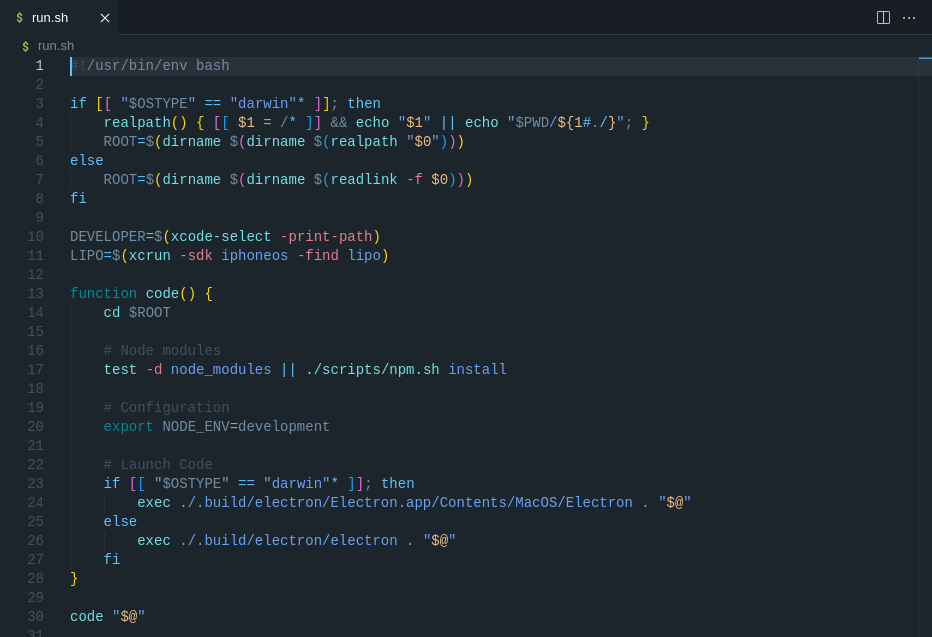 $ run.sh
$ run.sh
1 #!/usr/bin/env bash
2
3 if [[ "$OSTYPE" == "darwin"* ]]; then
4     realpath() { [[ $1 = /* ]] && echo "$1" || echo "$PWD/${1#./}"; }
5     ROOT=$(dirname $(dirname $(realpath "$0")))
6 else
7     ROOT=$(dirname $(dirname $(readlink -f $0)))
8 fi
9
10 DEVELOPER=$(xcode-select -print-path)
11 LIPO=$(xcrun -sdk iphoneos -find lipo)
12
13 function code() {
14     cd $ROOT
15
16     # Node modules
17     test -d node_modules || ./scripts/npm.sh install
18
19     # Configuration
20     export NODE_ENV=development
21
22     # Launch Code
23     if [[ "$OSTYPE" == "darwin"* ]]; then
24         exec ./.build/electron/Electron.app/Contents/MacOS/Electron . "$@"
25     else
26         exec ./.build/electron/electron . "$@"
27     fi
28 }
29
30 code "$@"
31